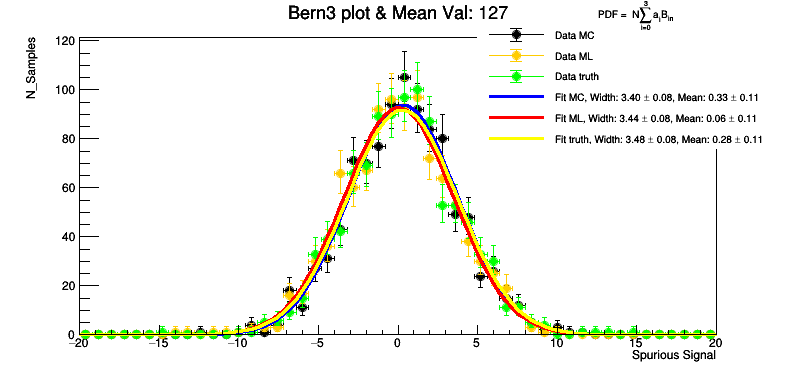 Bern3 plot & Mean Val: 127
PDF = N∑aᵢBᵢₙ
3
i=0
N_Samples
Data MC
Data ML
Data truth
Fit MC, Width: 3.40 ± 0.08, Mean: 0.33 ± 0.11
Fit ML, Width: 3.44 ± 0.08, Mean: 0.06 ± 0.11
Fit truth, Width: 3.48 ± 0.08, Mean: 0.28 ± 0.11
120
100
80
60
40
20
0
−20 −15 −10 −5 0 5 10 15 20
Spurious Signal